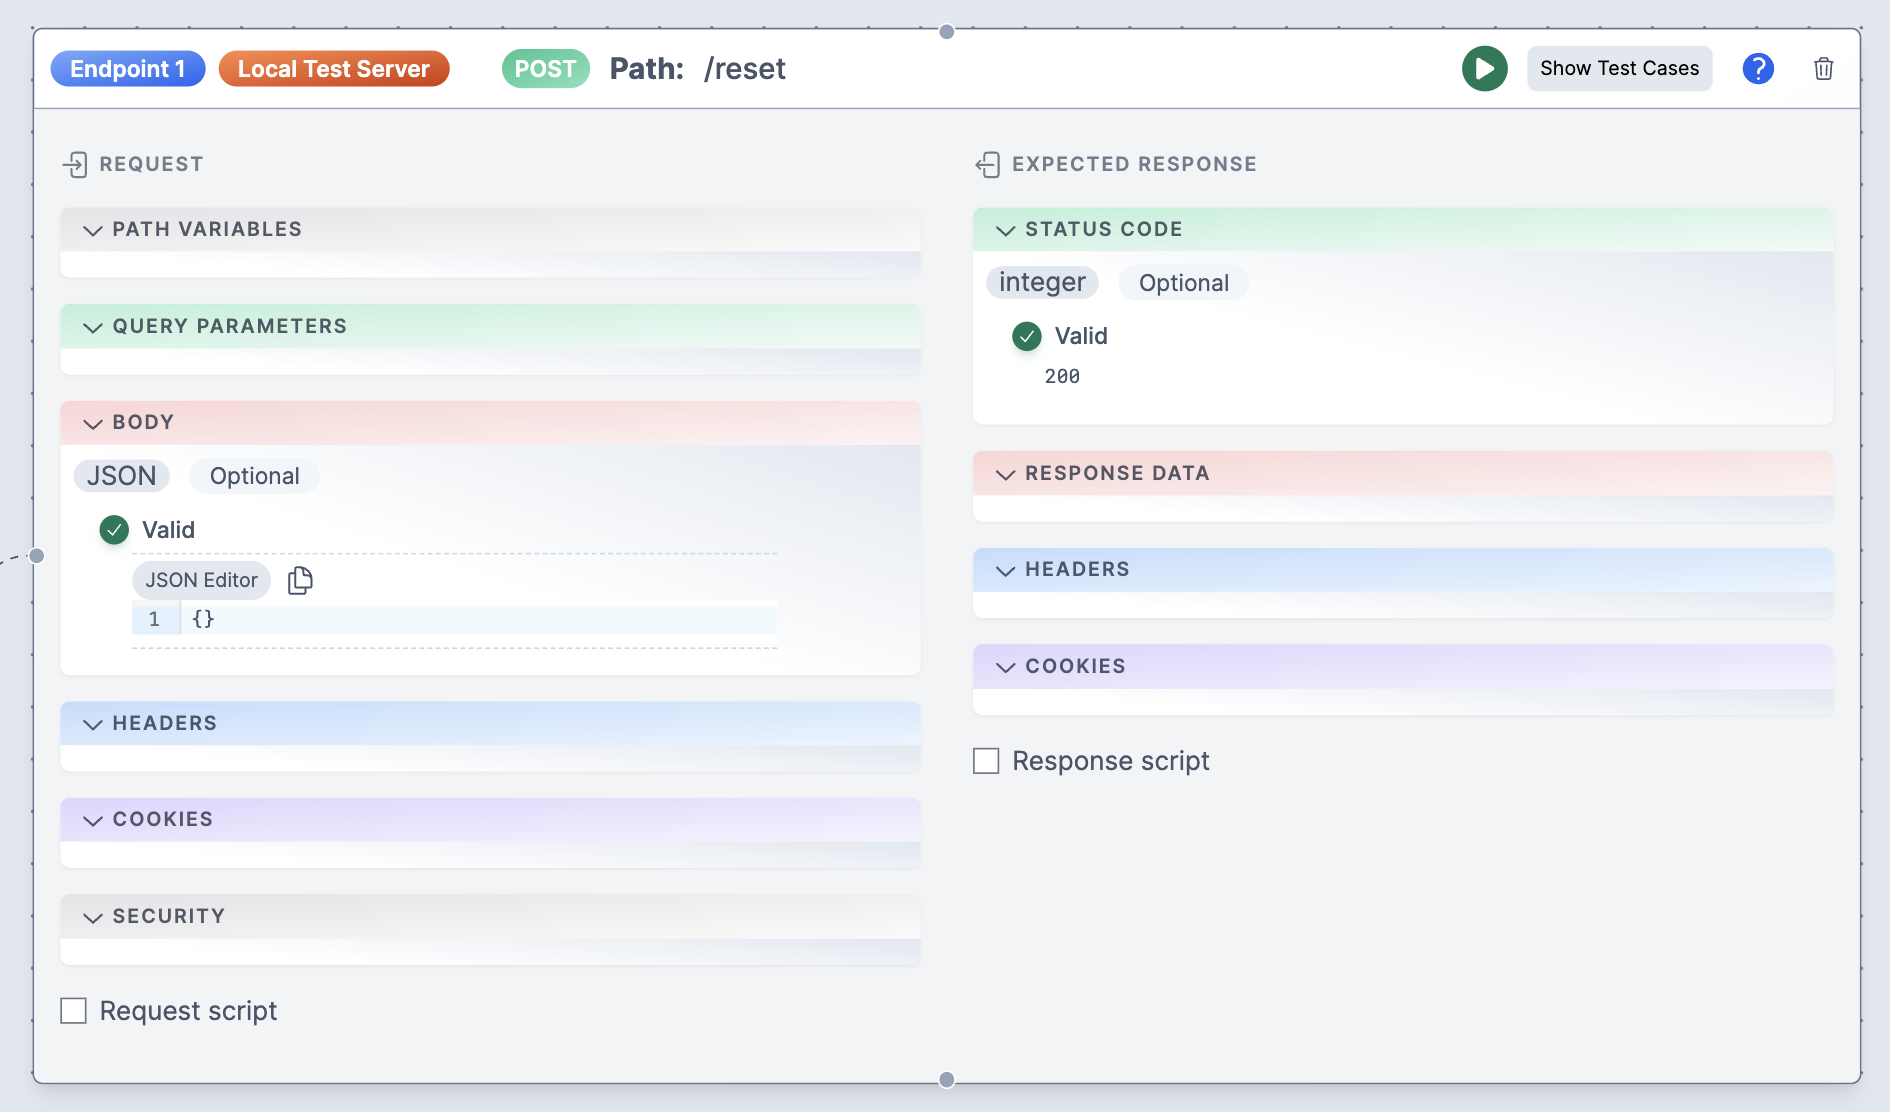 Endpoint 1 Local Test Server POST Path: /reset Show Test Cases ?
REQUEST
PATH VARIABLES
QUERY PARAMETERS
BODY
JSON Optional
Valid
JSON Editor
1 {}
HEADERS
COOKIES
SECURITY
Request script
EXPECTED RESPONSE
STATUS CODE
integer Optional
Valid
200
RESPONSE DATA
HEADERS
COOKIES
Response script